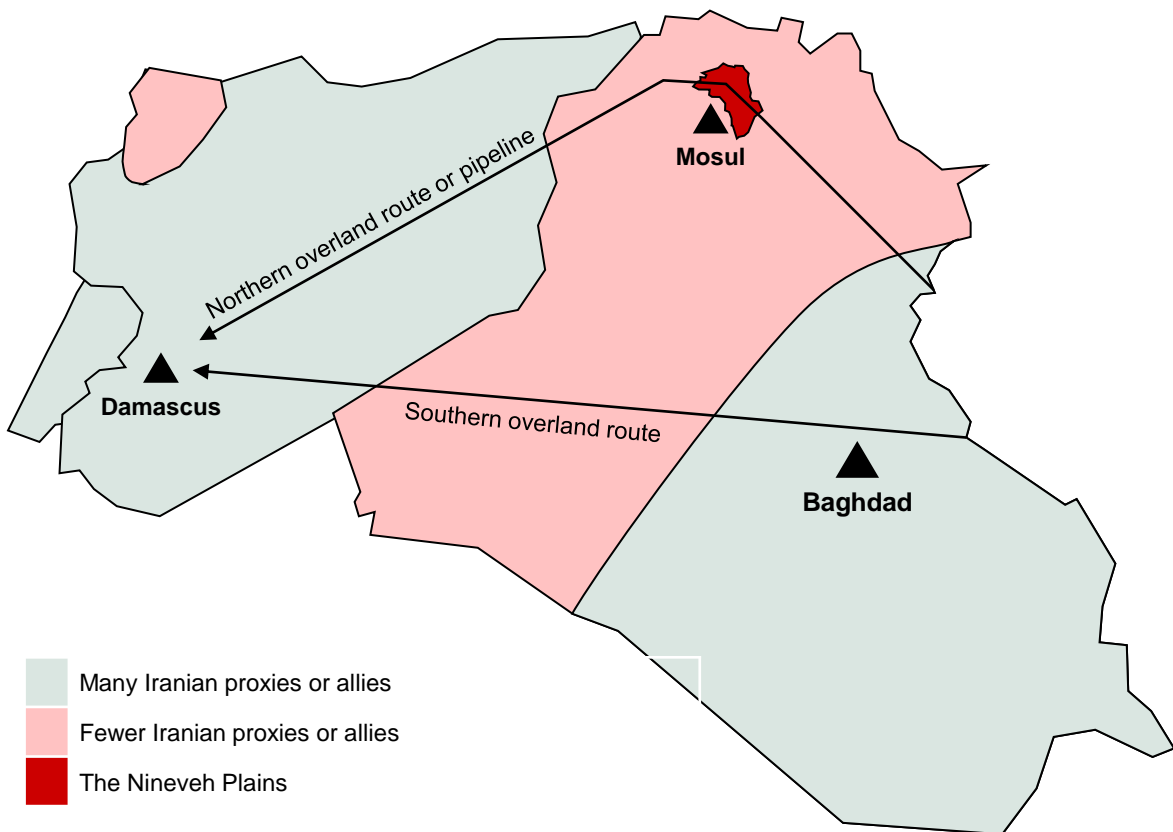 Mosul
Northern overland route or pipeline
Damascus
Southern overland route
Baghdad
Many Iranian proxies or allies
Fewer Iranian proxies or allies
The Nineveh Plains